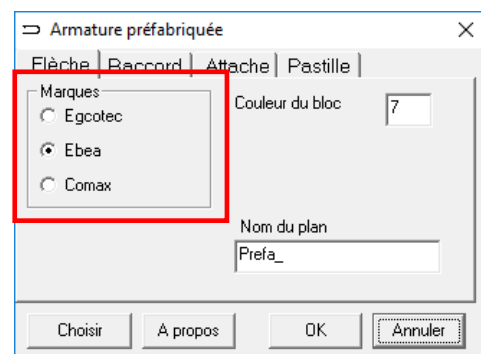 Armature préfabriquée
Flèche Raccord Attache Pastille
Marques
Egcotec
Ebea
Comax
Couleur du bloc 7
Nom du plan
Prefa_
Choisir A propos OK Annuler